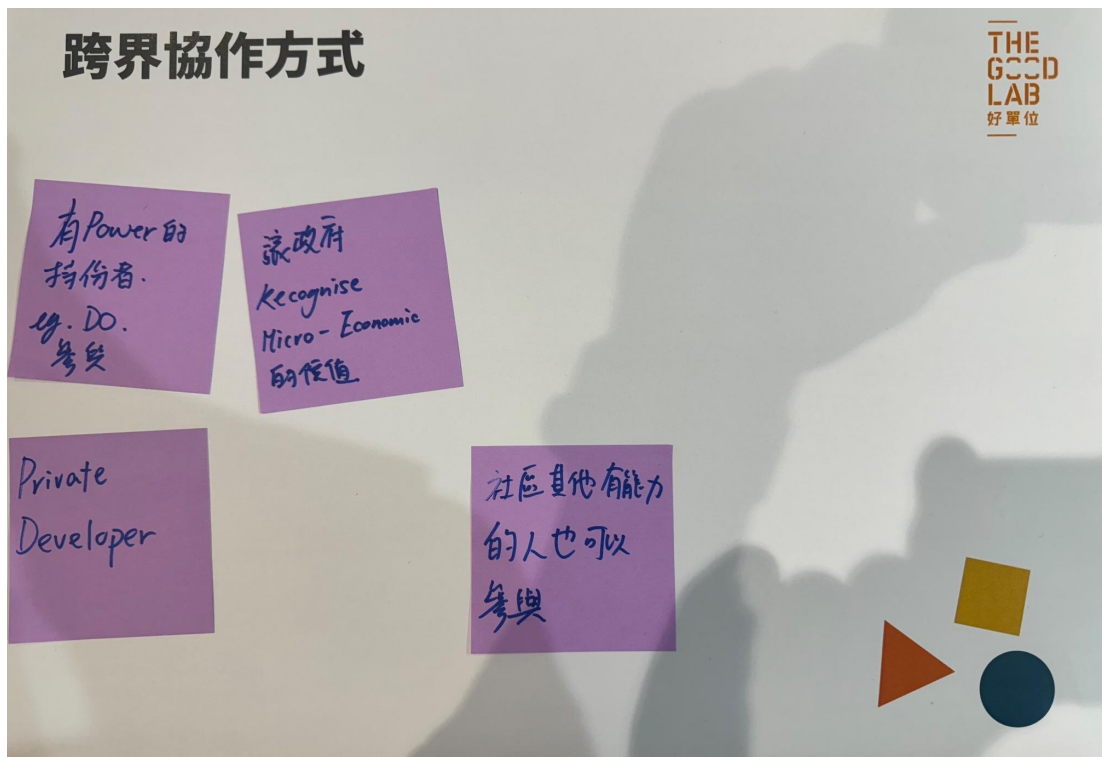 跨界協作方式
THE
GOOD
LAB
好單位
有Power的
持份者.
eg. DO.
參與
讓政府
Recognise
Micro-Economic
的價值
Private
Developer
社區其他有能力
的人也可以
參與